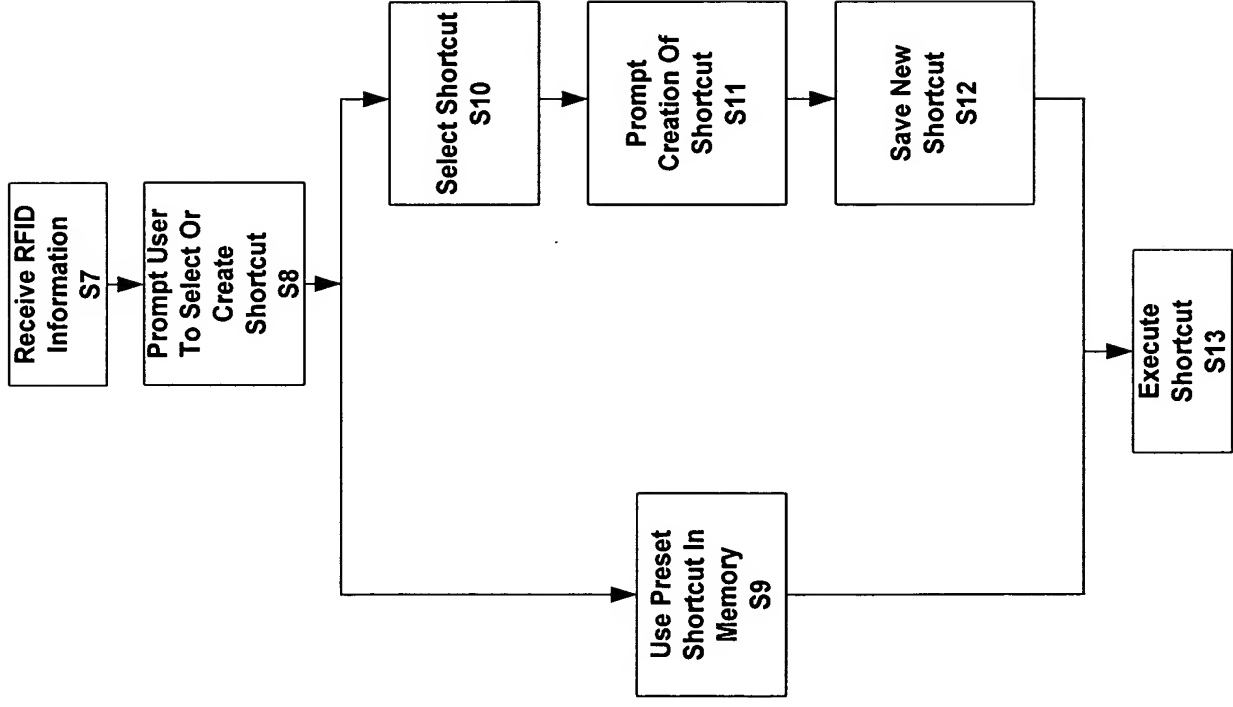 Receive RFID
Information
S7
Prompt User
To Select Or
Create
Shortcut
S8
Use Preset
Shortcut In
Memory
S9
Select Shortcut
S10
Prompt
Creation Of
Shortcut
S11
Save New
Shortcut
S12
Execute
Shortcut
S13